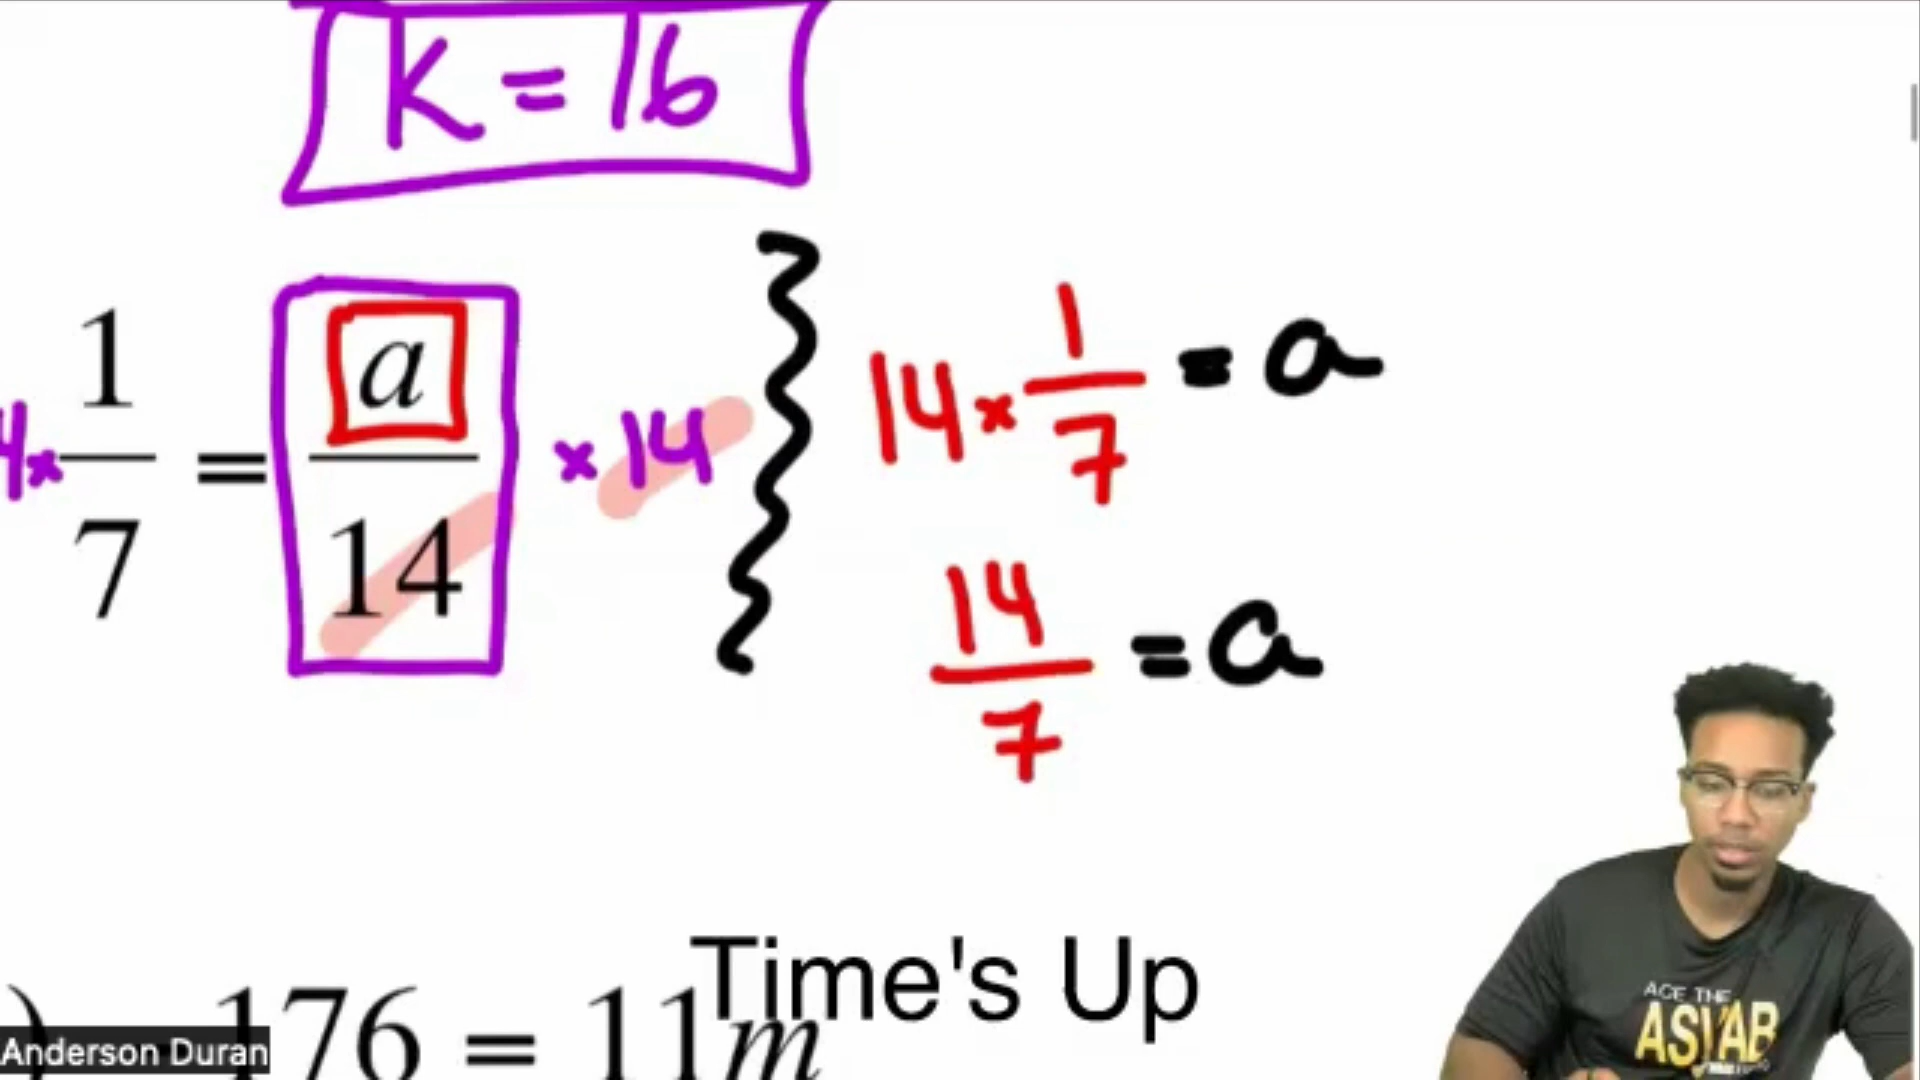 K = 16
1/7 = a/14 × 14
14 × 1/7 = a
14/7 = a
Time's Up
) - 176 = 11m
Anderson Duran
ACE THE
ASVAB